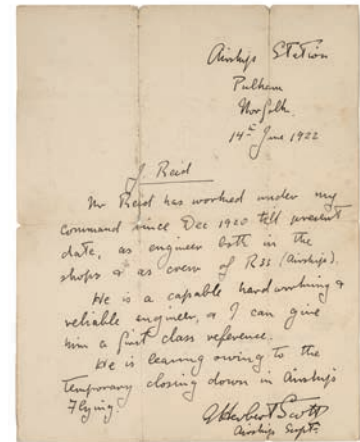 Airship Station
Pulham
Norfolk.
14th June 1922
J. Reid
Mr Reid has worked under my
command since Dec 1920 till present
date, as engineer both in the
shops & as crew of R33 (Airships).
He is a capable hardworking &
reliable engineer, & I can give
him a first class reference.
He is leaving owing to the
temporary closing down in Airships
Flying.
G Herbert Scott
Airship Supt.